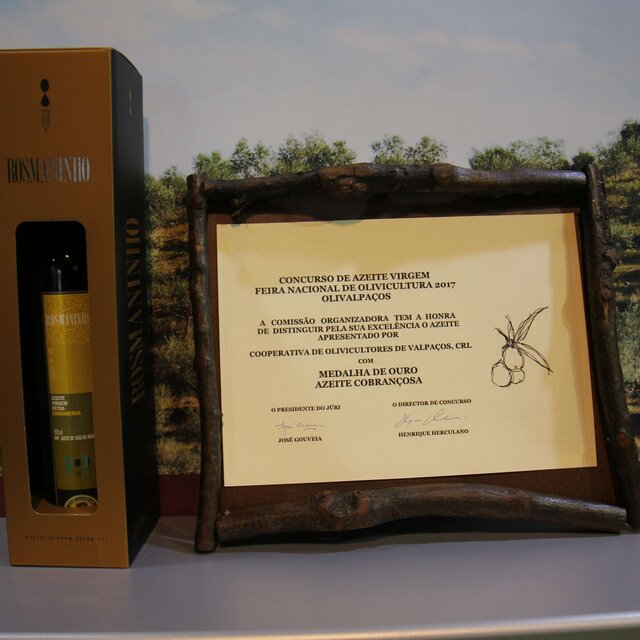 ROSMANINHO
ROSMANINHO
ROSMANINHO
AZEITE
VIRGEM
EXTRA
COBRANÇOSA
AZEITE VIRGEM EXTRA
CONCURSO DE AZEITE VIRGEM
FEIRA NACIONAL DE OLIVICULTURA 2017
OLIVALPAÇOS
A COMISSÃO ORGANIZADORA TEM A HONRA
DE DISTINGUIR PELA SUA EXCELÊNCIA O AZEITE
APRESENTADO POR
COOPERATIVA DE OLIVICULTORES DE VALPAÇOS, CRL
COM
MEDALHA DE OURO
AZEITE COBRANÇOSA
O PRESIDENTE DO JÚRI
JOSÉ GOUVEIA
O DIRECTOR DE CONCURSO
HENRIQUE HERCULANO